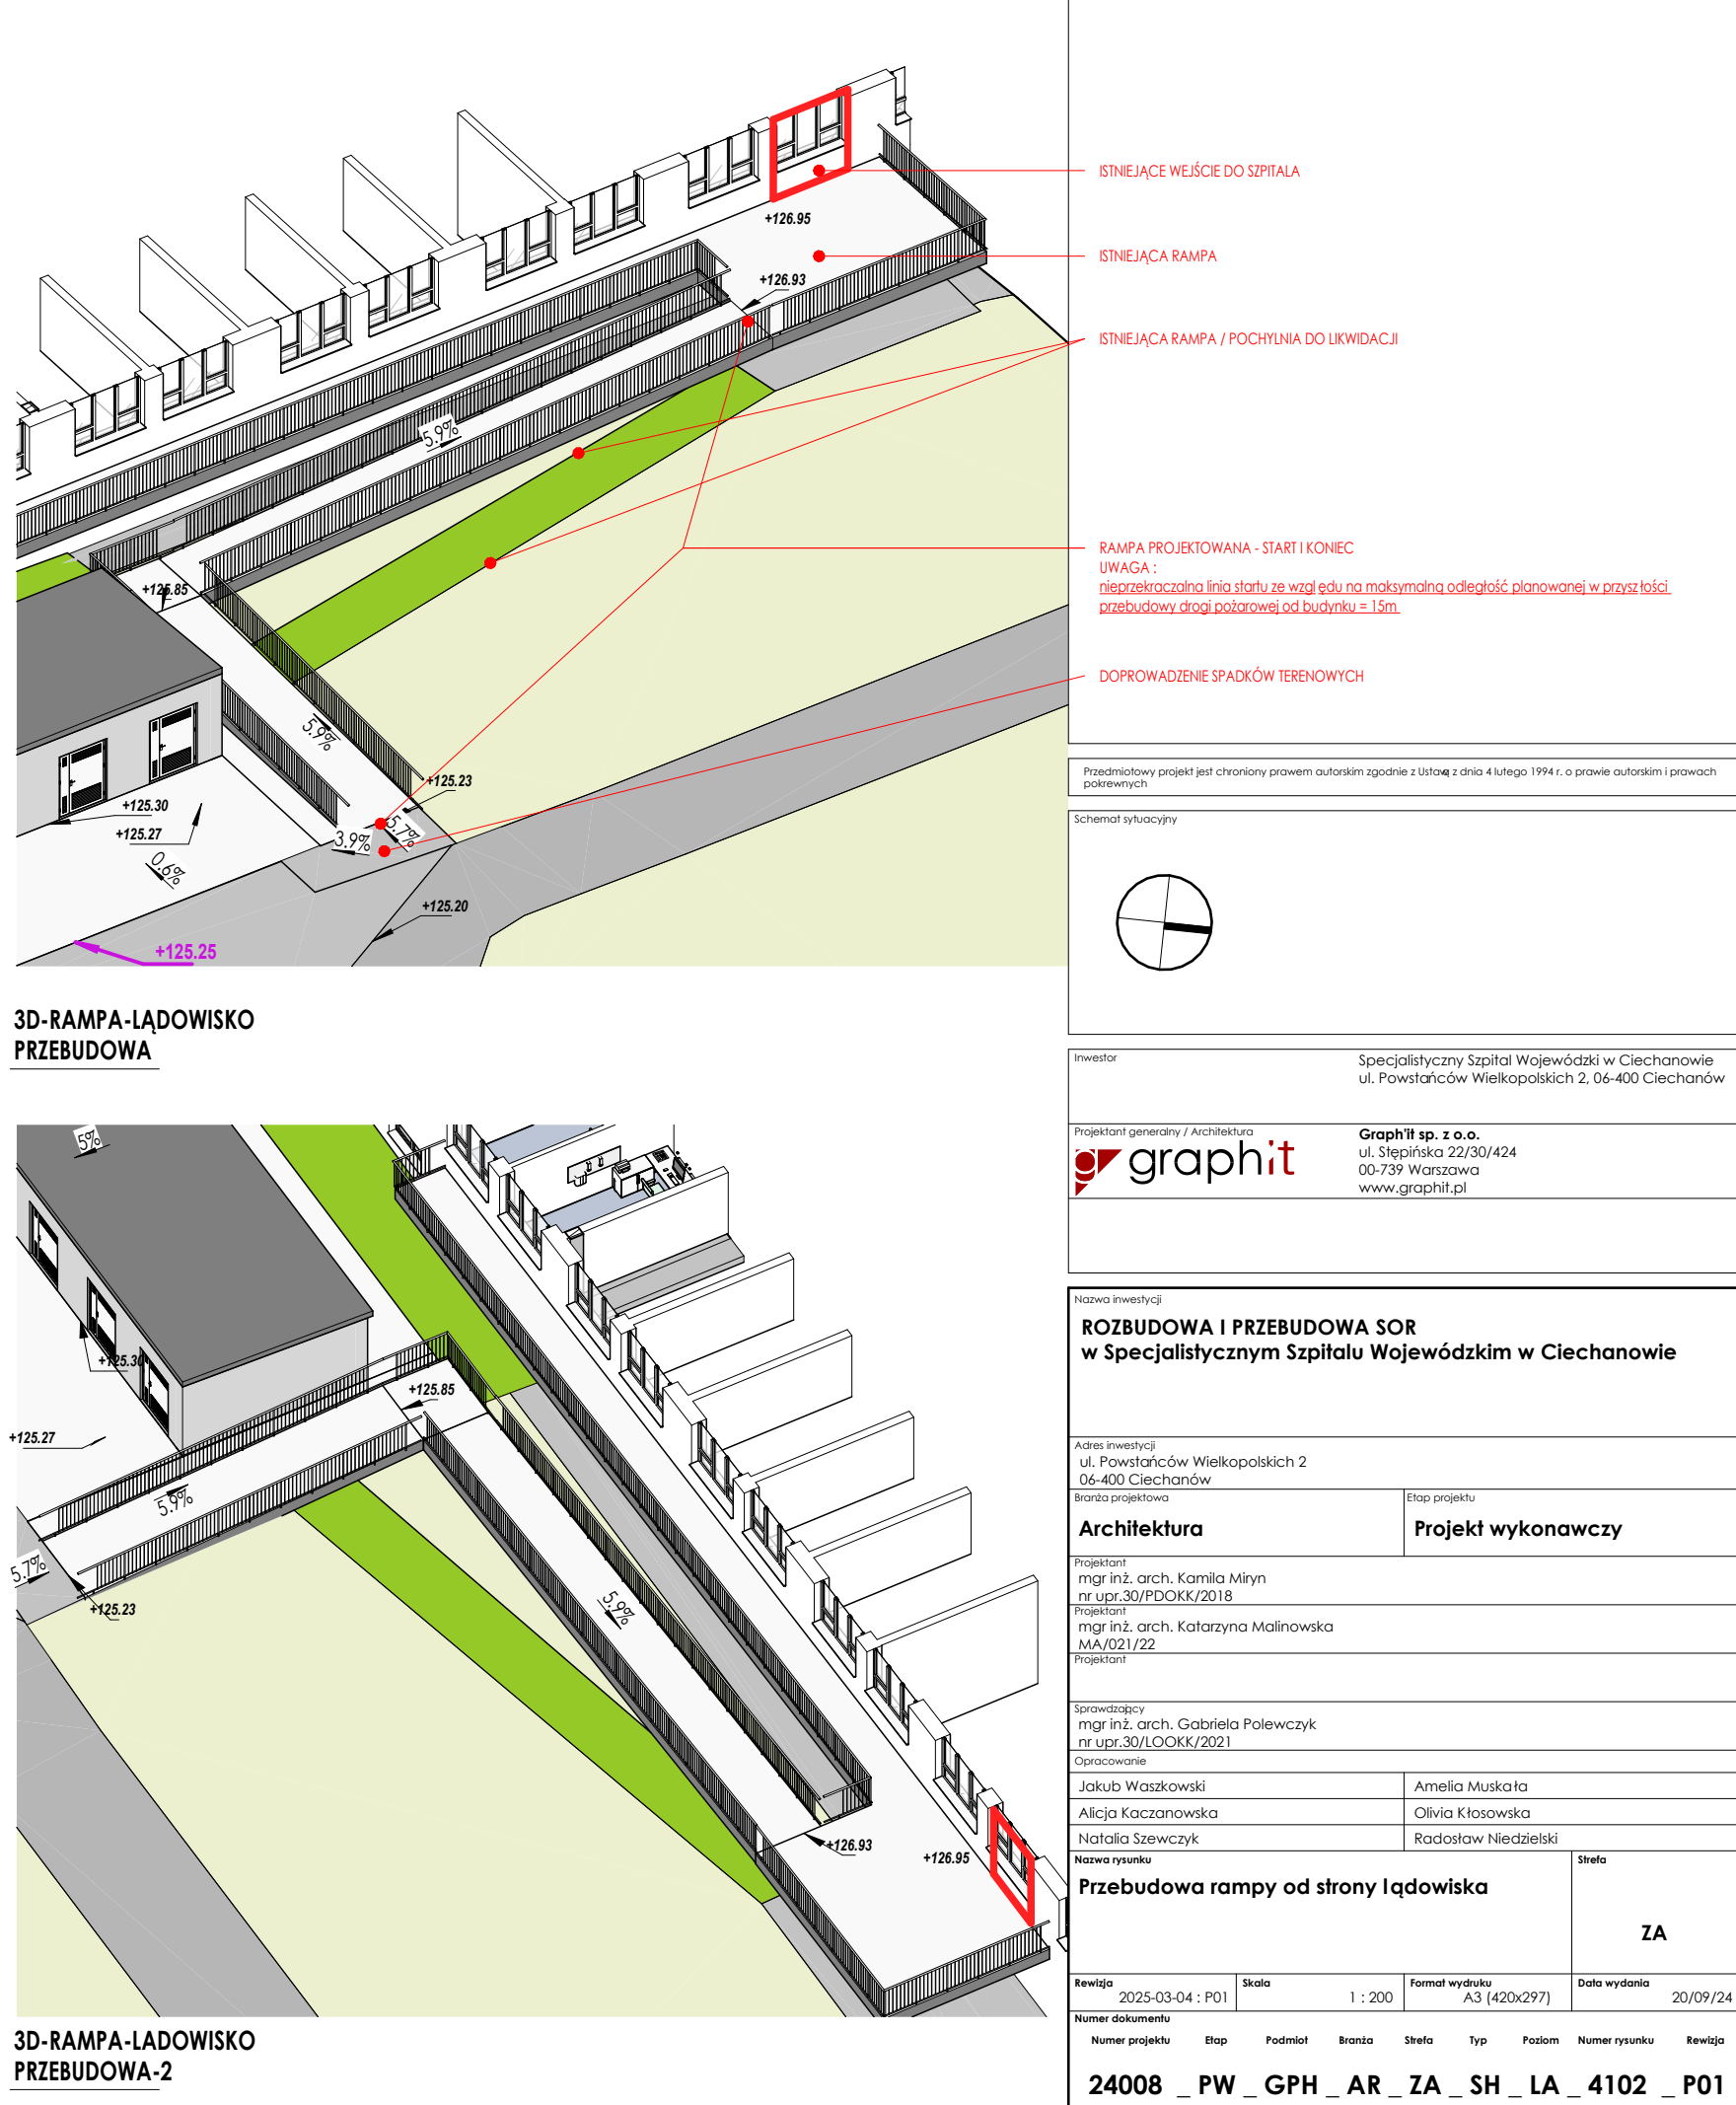 ISTNIEJĄCE WEJŚCIE DO SZPITALA
+126.95
ISTNIEJĄCA RAMPA
+126.93
ISTNIEJĄCA RAMPA / POCHYLNIA DO LIKWIDACJI
5.9%
RAMPA PROJEKTOWANA - START I KONIEC
UWAGA :
nieprzekraczalna linia startu ze względu na maksymalną odległość planowanej w przyszłości
przebudowy drogi pożarowej od budynku = 15m
+125.85
DOPROWADZENIE SPADKÓW TERENOWYCH
5.9%
+125.23
+125.30
+125.27
5.7%
3.9%
0.6%
+125.20
+125.25
3D-RAMPA-LĄDOWISKO
PRZEBUDOWA
Przedmiotowy projekt jest chroniony prawem autorskim zgodnie z Ustawą z dnia 4 lutego 1994 r. o prawie autorskim i prawach
pokrewnych
Schemat sytuacyjny
Inwestor
Specjalistyczny Szpital Wojewódzki w Ciechanowie
ul. Powstańców Wielkopolskich 2, 06-400 Ciechanów
Projektant generalny / Architektura
graphit
Graph'it sp. z o.o.
ul. Stępińska 22/30/424
00-739 Warszawa
www.graphit.pl
5%
+125.30
+125.85
+125.27
5.9%
5.7%
+125.23
5.9%
+126.93
+126.95
3D-RAMPA-LADOWISKO
PRZEBUDOWA-2
Nazwa inwestycji
ROZBUDOWA I PRZEBUDOWA SOR
w Specjalistycznym Szpitalu Wojewódzkim w Ciechanowie
Adres inwestycji
ul. Powstańców Wielkopolskich 2
06-400 Ciechanów
Branża projektowa
Etap projektu
Architektura
Projekt wykonawczy
Projektant
mgr inż. arch. Kamila Miryn
nr upr.30/PDOKK/2018
Projektant
mgr inż. arch. Katarzyna Malinowska
MA/021/22
Projektant
Sprawdzający
mgr inż. arch. Gabriela Polewczyk
nr upr.30/LOOKK/2021
Opracowanie
Jakub Waszkowski
Amelia Muskała
Alicja Kaczanowska
Olivia Kłosowska
Natalia Szewczyk
Radosław Niedzielski
Nazwa rysunku
Strefa
Przebudowa rampy od strony lądowiska
ZA
Rewizja
Skala
Format wydruku
Data wydania
2025-03-04 : P01
1 : 200
A3 (420x297)
20/09/24
Numer dokumentu
Numer projektu Etap Podmiot Branża Strefa Typ Poziom Numer rysunku Rewizja
24008 _ PW _ GPH _ AR _ ZA _ SH _ LA _ 4102 _ P01